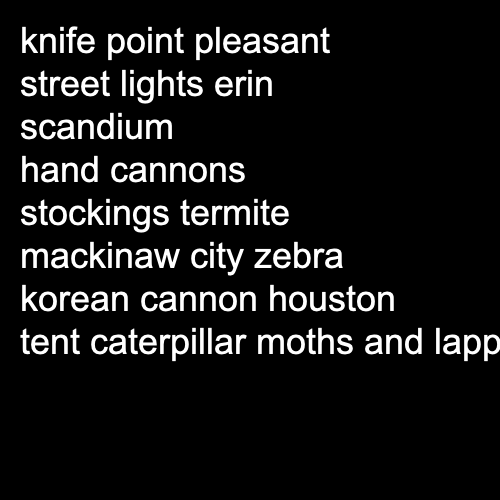 knife point pleasant
street lights erin
scandium
hand cannons
stockings termite
mackinaw city zebra
korean cannon houston
tent caterpillar moths and lapp